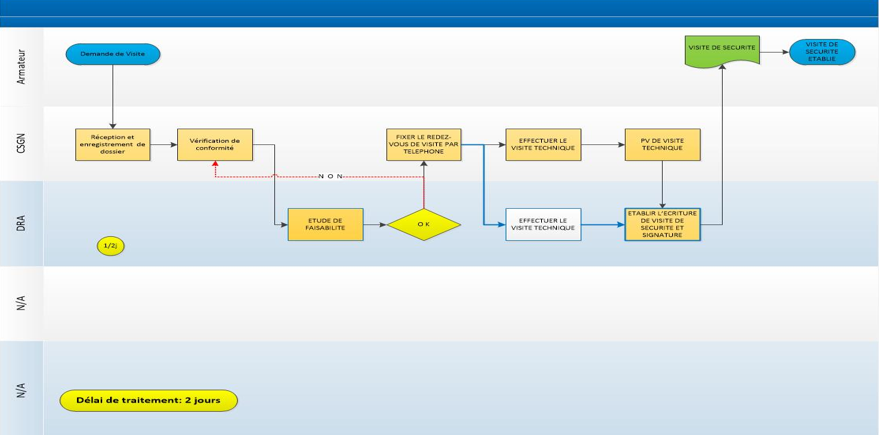 Armateur
Demande de Visite
VISITE DE SECURITE
VISITE DE
SECURITE
ETABLIE
CSGN
Réception et
enregistrement de
dossier
Vérification de
conformité
FIXER LE REDEZ-
VOUS DE VISITE PAR
TELEPHONE
EFFECTUER LE
VISITE TECHNIQUE
PV DE VISITE
TECHNIQUE
N O N
DRA
1/2j
ETUDE DE
FAISABILITE
O K
EFFECTUER LE
VISITE TECHNIQUE
ETABLIR L'ECRITURE
DE VISITE DE
SECURITE ET
SIGNATURE
N/A
N/A
Délai de traitement: 2 jours